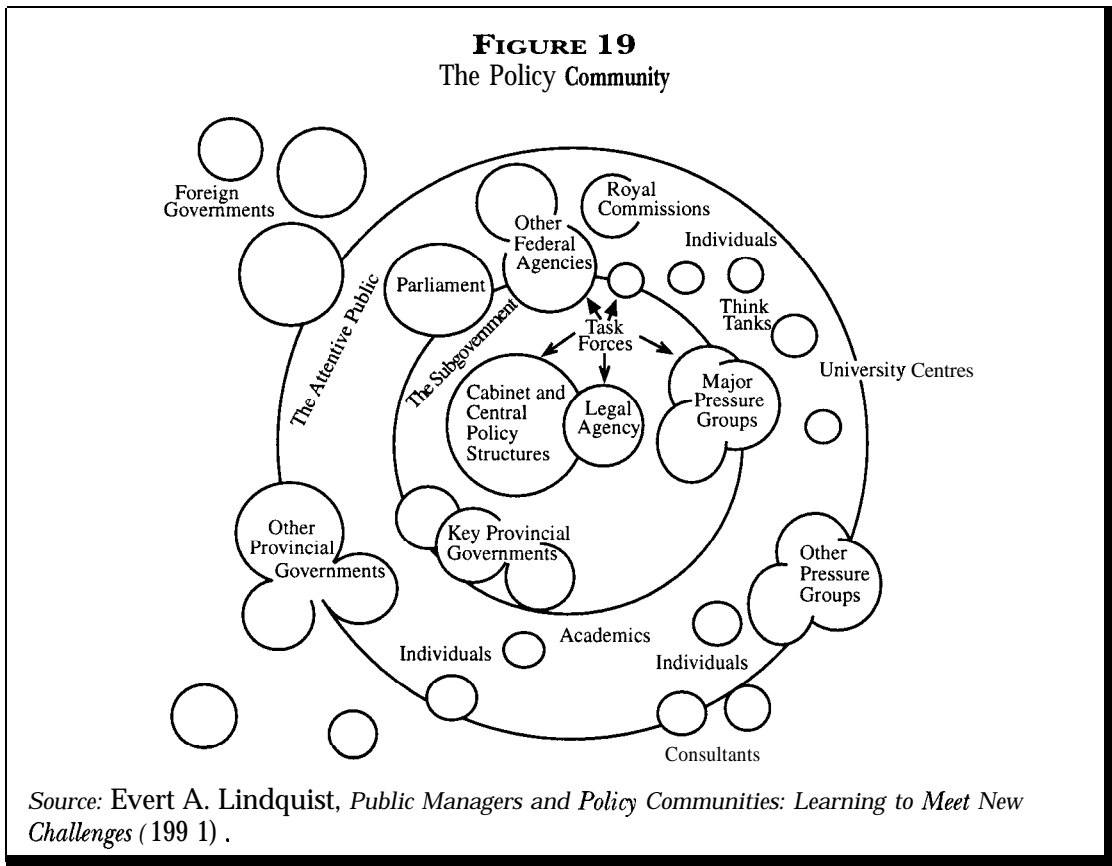 FIGURE 19
The Policy Community
Foreign
Governments
Royal
Commissions
Other
Federal
Agencies
Individuals
Parliament
Think
Tanks
The Attentive Public
The Subgovernment
Task
Forces
University Centres
Cabinet and
Central
Policy
Structures
Legal
Agency
Major
Pressure
Groups
Key Provincial
Governments
Other
Provincial
Governments
Other
Pressure
Groups
Academics
Individuals
Individuals
Consultants
Source: Evert A. Lindquist, Public Managers and Policy Communities: Learning to Meet New
Challenges (199 1) .